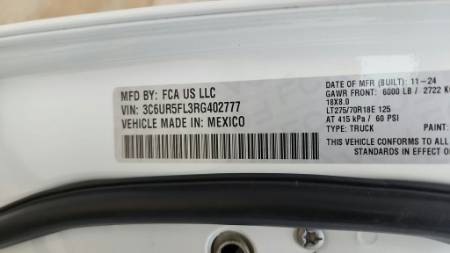 MFD BY: FCA US LLC
VIN: 3C6UR5FL3RG402777
VEHICLE MADE IN: MEXICO
DATE OF MFR (BUILT): 11-24
FRONT GAWR: 6000 LB / 2722 K
18X8.0
LT275/70R18E 125
AT 415 kPa / 60 PSI
TYPE: TRUCK PAINT:
THIS VEHICLE CONFORMS TO ALL
STANDARDS IN EFFECT O